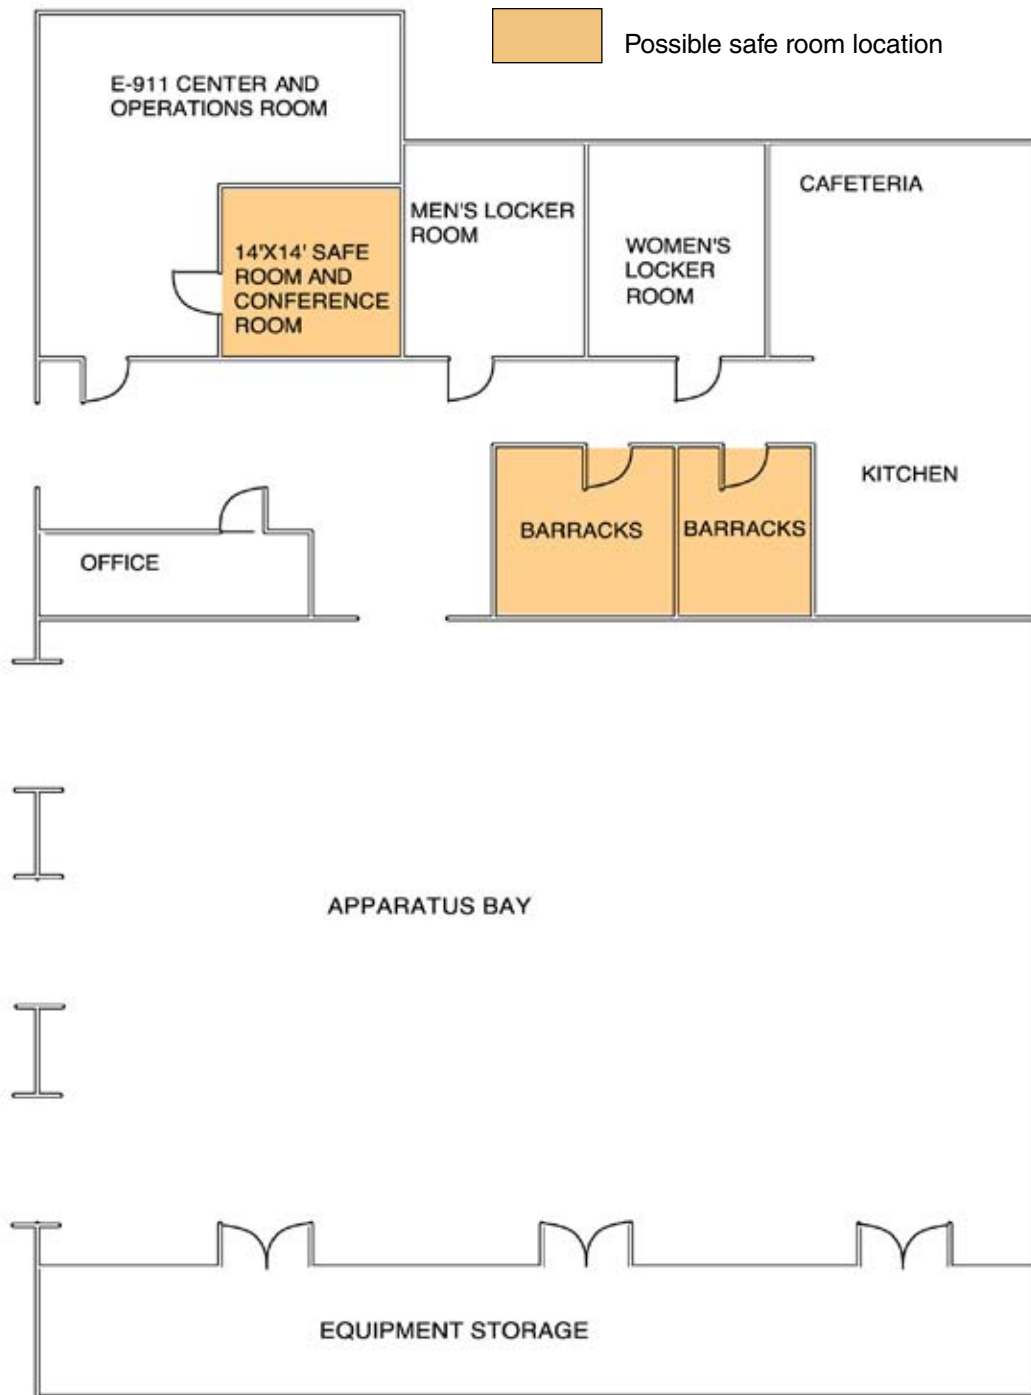 Possible safe room location
E-911 CENTER AND
OPERATIONS ROOM
14'X14' SAFE
ROOM AND
CONFERENCE
ROOM
MEN'S LOCKER
ROOM
WOMEN'S
LOCKER
ROOM
CAFETERIA
KITCHEN
BARRACKS
BARRACKS
OFFICE
APPARATUS BAY
EQUIPMENT STORAGE